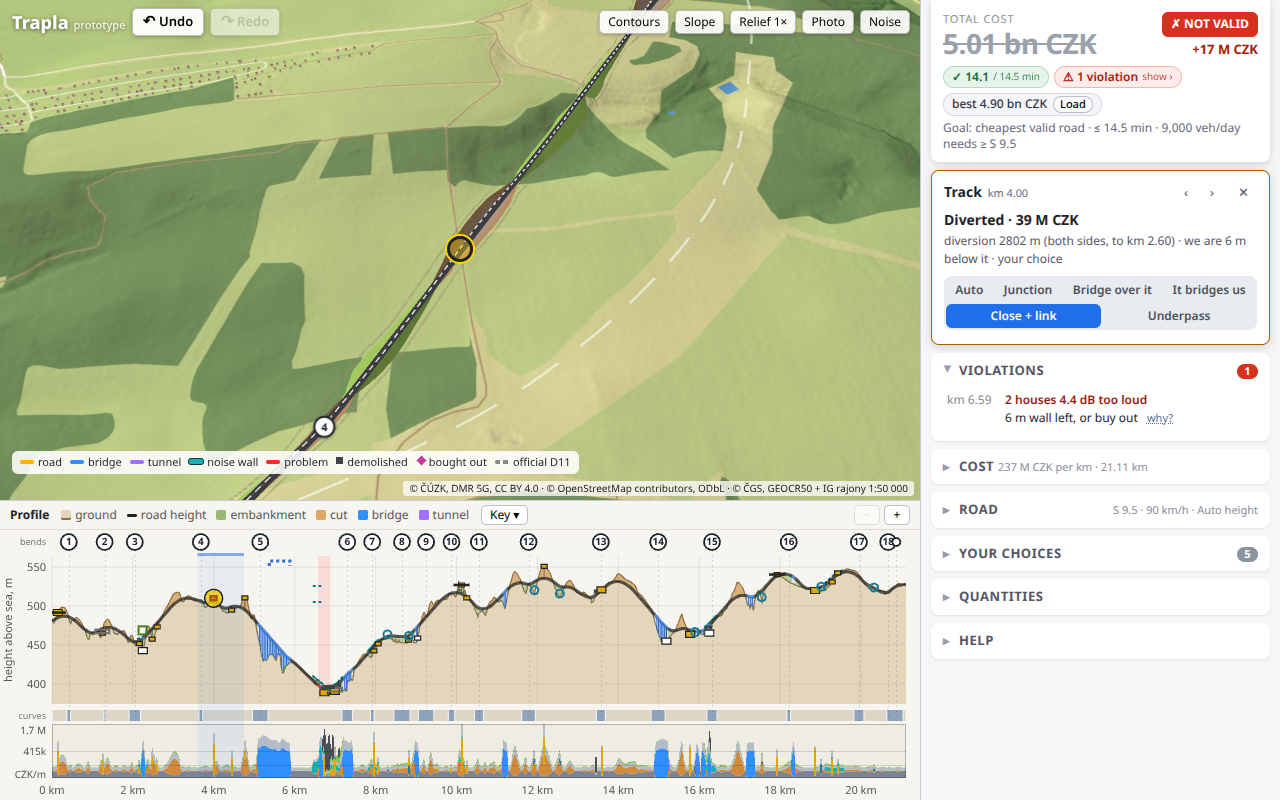 Trapla prototype
↶ Undo
↷ Redo
Contours
Slope
Relief 1×
Photo
Noise
4
road
bridge
tunnel
noise wall
problem
demolished
bought out
official D11
© ČÚZK, DMR 5G, CC BY 4.0 · © OpenStreetMap contributors, ODbL · © ČGS, GEOCR50 + IG rajony 1:50 000
Profile
ground
road height
embankment
cut
bridge
tunnel
Key ▾
−
+
bends
1 2 3 4 5 6 7 8 9 10 11 12 13 14 15 16 17 18
height above sea, m
550
500
450
400
curves
1.7 M
415k
CZK/m
0 km 2 km 4 km 6 km 8 km 10 km 12 km 14 km 16 km 18 km 20 km
TOTAL COST
5.01 bn CZK
✗ NOT VALID
+17 M CZK
✓ 14.1 / 14.5 min
⚠ 1 violation show ›
best 4.90 bn CZK Load
Goal: cheapest valid road · ≤ 14.5 min · 9,000 veh/day
needs ≥ S 9.5
Track km 4.00
‹ › ✕
Diverted · 39 M CZK
diversion 2802 m (both sides, to km 2.60) · we are 6 m
below it · your choice
Auto Junction Bridge over it It bridges us
Close + link Underpass
VIOLATIONS 1
km 6.59 2 houses 4.4 dB too loud
6 m wall left, or buy out why?
COST 237 M CZK per km · 21.11 km
ROAD S 9.5 · 90 km/h · Auto height
YOUR CHOICES 5
QUANTITIES
HELP